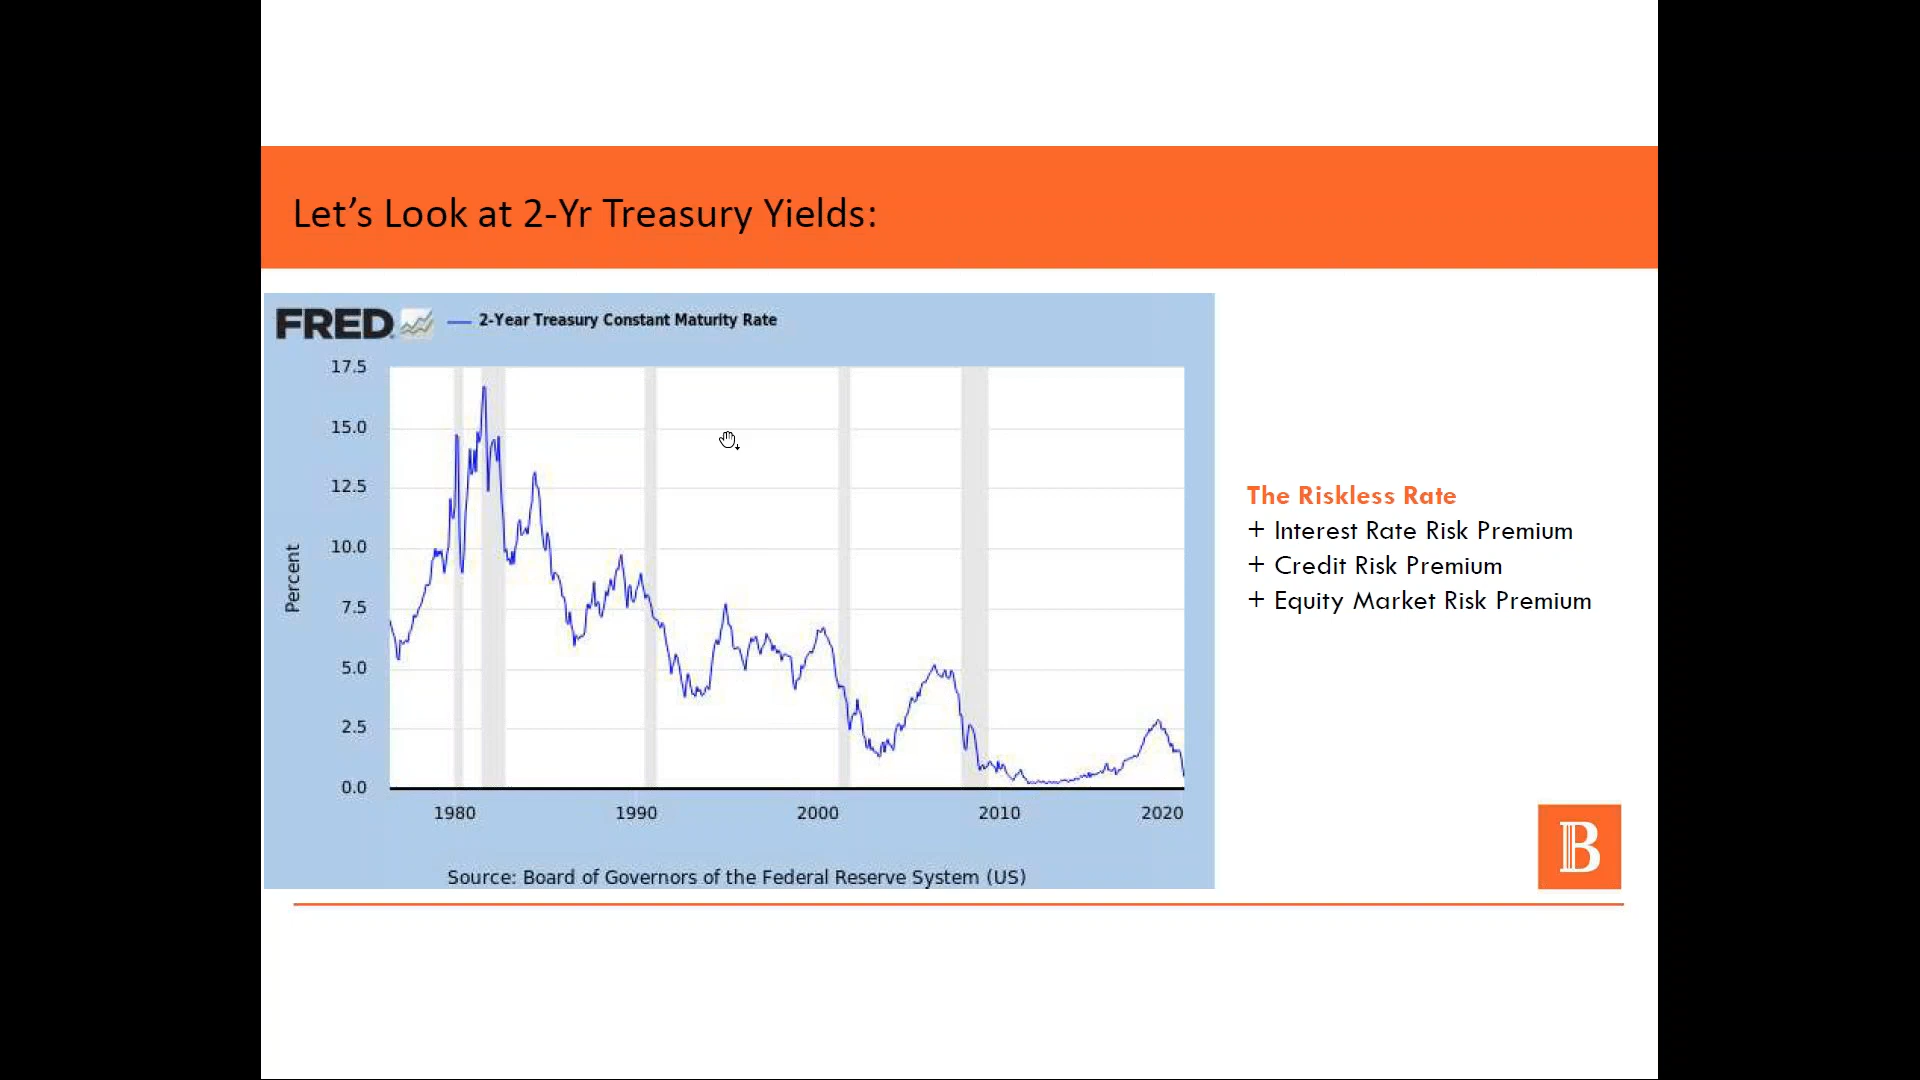 Let's Look at 2-Yr Treasury Yields:
FRED
2-Year Treasury Constant Maturity Rate
17.5
15.0
12.5
10.0
7.5
5.0
2.5
0.0
Percent
1980 1990 2000 2010 2020
Source: Board of Governors of the Federal Reserve System (US)
The Riskless Rate
+ Interest Rate Risk Premium
+ Credit Risk Premium
+ Equity Market Risk Premium
B